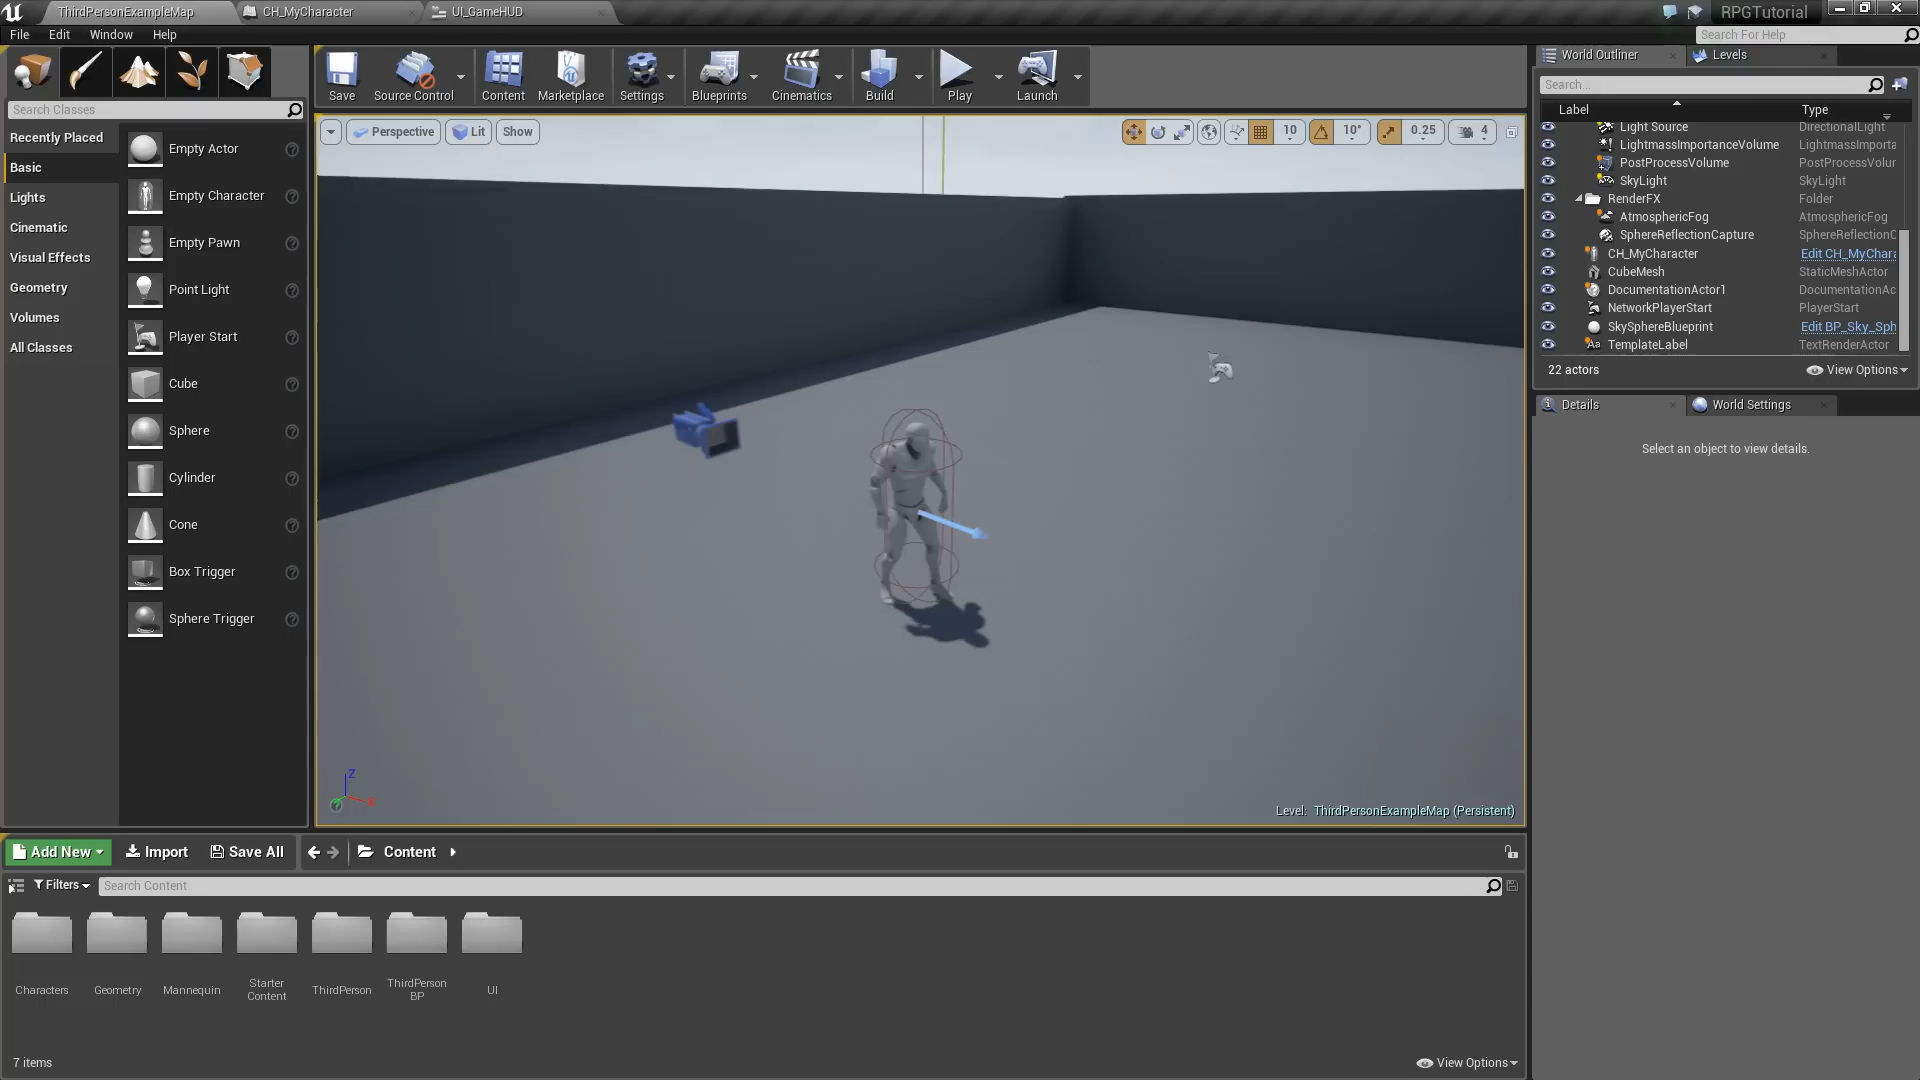 ThirdPersonExampleMap
CH_MyCharacter
UI_GameHUD
RPGTutorial
File
Edit
Window
Help
Search For Help
Search Classes
Recently Placed
Basic
Lights
Cinematic
Visual Effects
Geometry
Volumes
All Classes
Empty Actor
Empty Character
Empty Pawn
Point Light
Player Start
Cube
Sphere
Cylinder
Cone
Box Trigger
Sphere Trigger
Save
Source Control
Content
Marketplace
Settings
Blueprints
Cinematics
Build
Play
Launch
Perspective
Lit
Show
10
10°
0.25
4
Z
X
Level: ThirdPersonExampleMap (Persistent)
World Outliner
Levels
Search...
Label
Type
Light Source DirectionalLight
LightmassImportanceVolume LightmassImporta
PostProcessVolume PostProcessVolur
SkyLight SkyLight
RenderFX Folder
AtmosphericFog AtmosphericFog
SphereReflectionCapture SphereReflectionC
CH_MyCharacter Edit CH_MyChara
CubeMesh StaticMeshActor
DocumentationActor1 DocumentationAc
NetworkPlayerStart PlayerStart
SkySphereBlueprint Edit BP_Sky_Sph
TemplateLabel TextRenderActor
22 actors
View Options
Details
World Settings
Select an object to view details.
Add New
Import
Save All
Content
Filters
Search Content
Characters
Geometry
Mannequin
Starter
Content
ThirdPerson
ThirdPerson
BP
UI
7 items
View Options